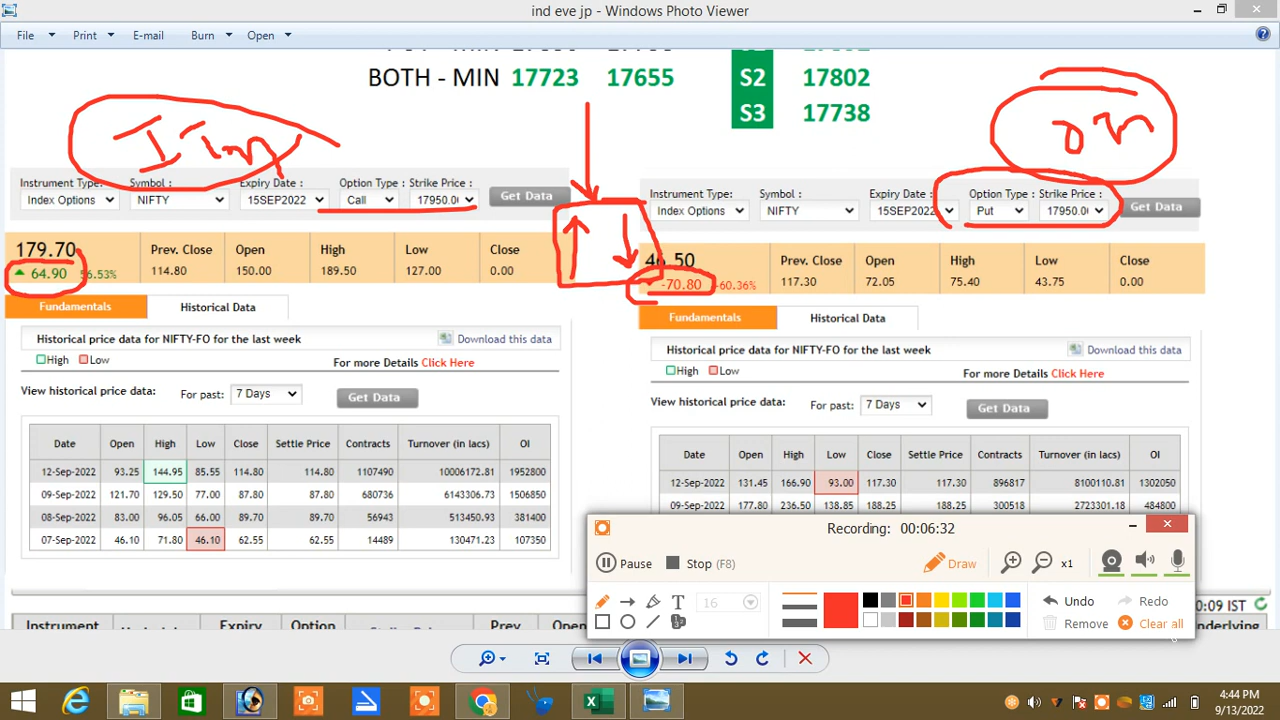 ind eve jp - Windows Photo Viewer
File Print E-mail Burn Open
BOTH - MIN 17723 17655 S2 17802
S3 17738
Instrument Type: Symbol : Expiry Date : Option Type : Strike Price :
Index Options NIFTY 15SEP2022 Call 17950.0 Get Data
Instrument Type: Symbol : Expiry Date : Option Type : Strike Price :
Index Options NIFTY 15SEP2022 Put 17950.0 Get Data
179.70 Prev. Close Open High Low Close
64.90 56.53% 114.80 150.00 189.50 127.00 0.00
46.50 Prev. Close Open High Low Close
-70.80 -60.36% 117.30 72.05 75.40 43.75 0.00
Fundamentals Historical Data
Historical price data for NIFTY-FO for the last week Download this data
High Low For more Details Click Here
View historical price data: For past: 7 Days Get Data
Date Open High Low Close Settle Price Contracts Turnover (in lacs) OI
12-Sep-2022 93.25 144.95 85.55 114.80 114.80 1107490 10006172.81 1952800
09-Sep-2022 121.70 129.50 77.00 87.80 87.80 680736 6143306.73 1506850
08-Sep-2022 83.00 96.05 66.00 89.70 89.70 56943 514450.93 381400
07-Sep-2022 46.10 71.80 46.10 62.55 62.55 14489 130471.23 107350
Fundamentals Historical Data
Historical price data for NIFTY-FO for the last week Download this data
High Low For more Details Click Here
View historical price data: For past: 7 Days Get Data
Date Open High Low Close Settle Price Contracts Turnover (in lacs) OI
12-Sep-2022 131.45 166.90 93.00 117.30 117.30 896817 8100110.81 1302050
09-Sep-2022 177.80 236.50 138.85 188.25 188.25 300518 2723301.18 484800
Recording: 00:06:32
Pause Stop (F8) Draw x1
T 16 Undo Redo
Remove Clear all
0:09 IST
Instrument Expiry Option Prev Open
4:44 PM
9/13/2022